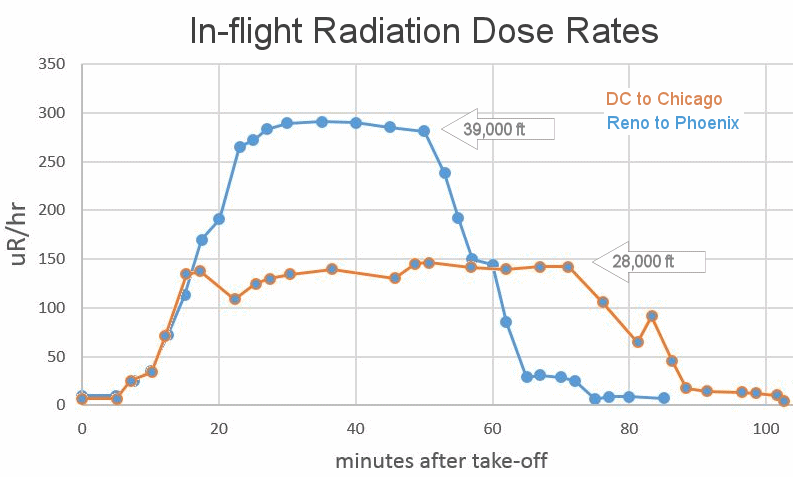 In-flight Radiation Dose Rates
350
300
250
200
150
100
50
0
uR/hr
DC to Chicago
Reno to Phoenix
39,000 ft
28,000 ft
0 20 40 60 80 100
minutes after take-off